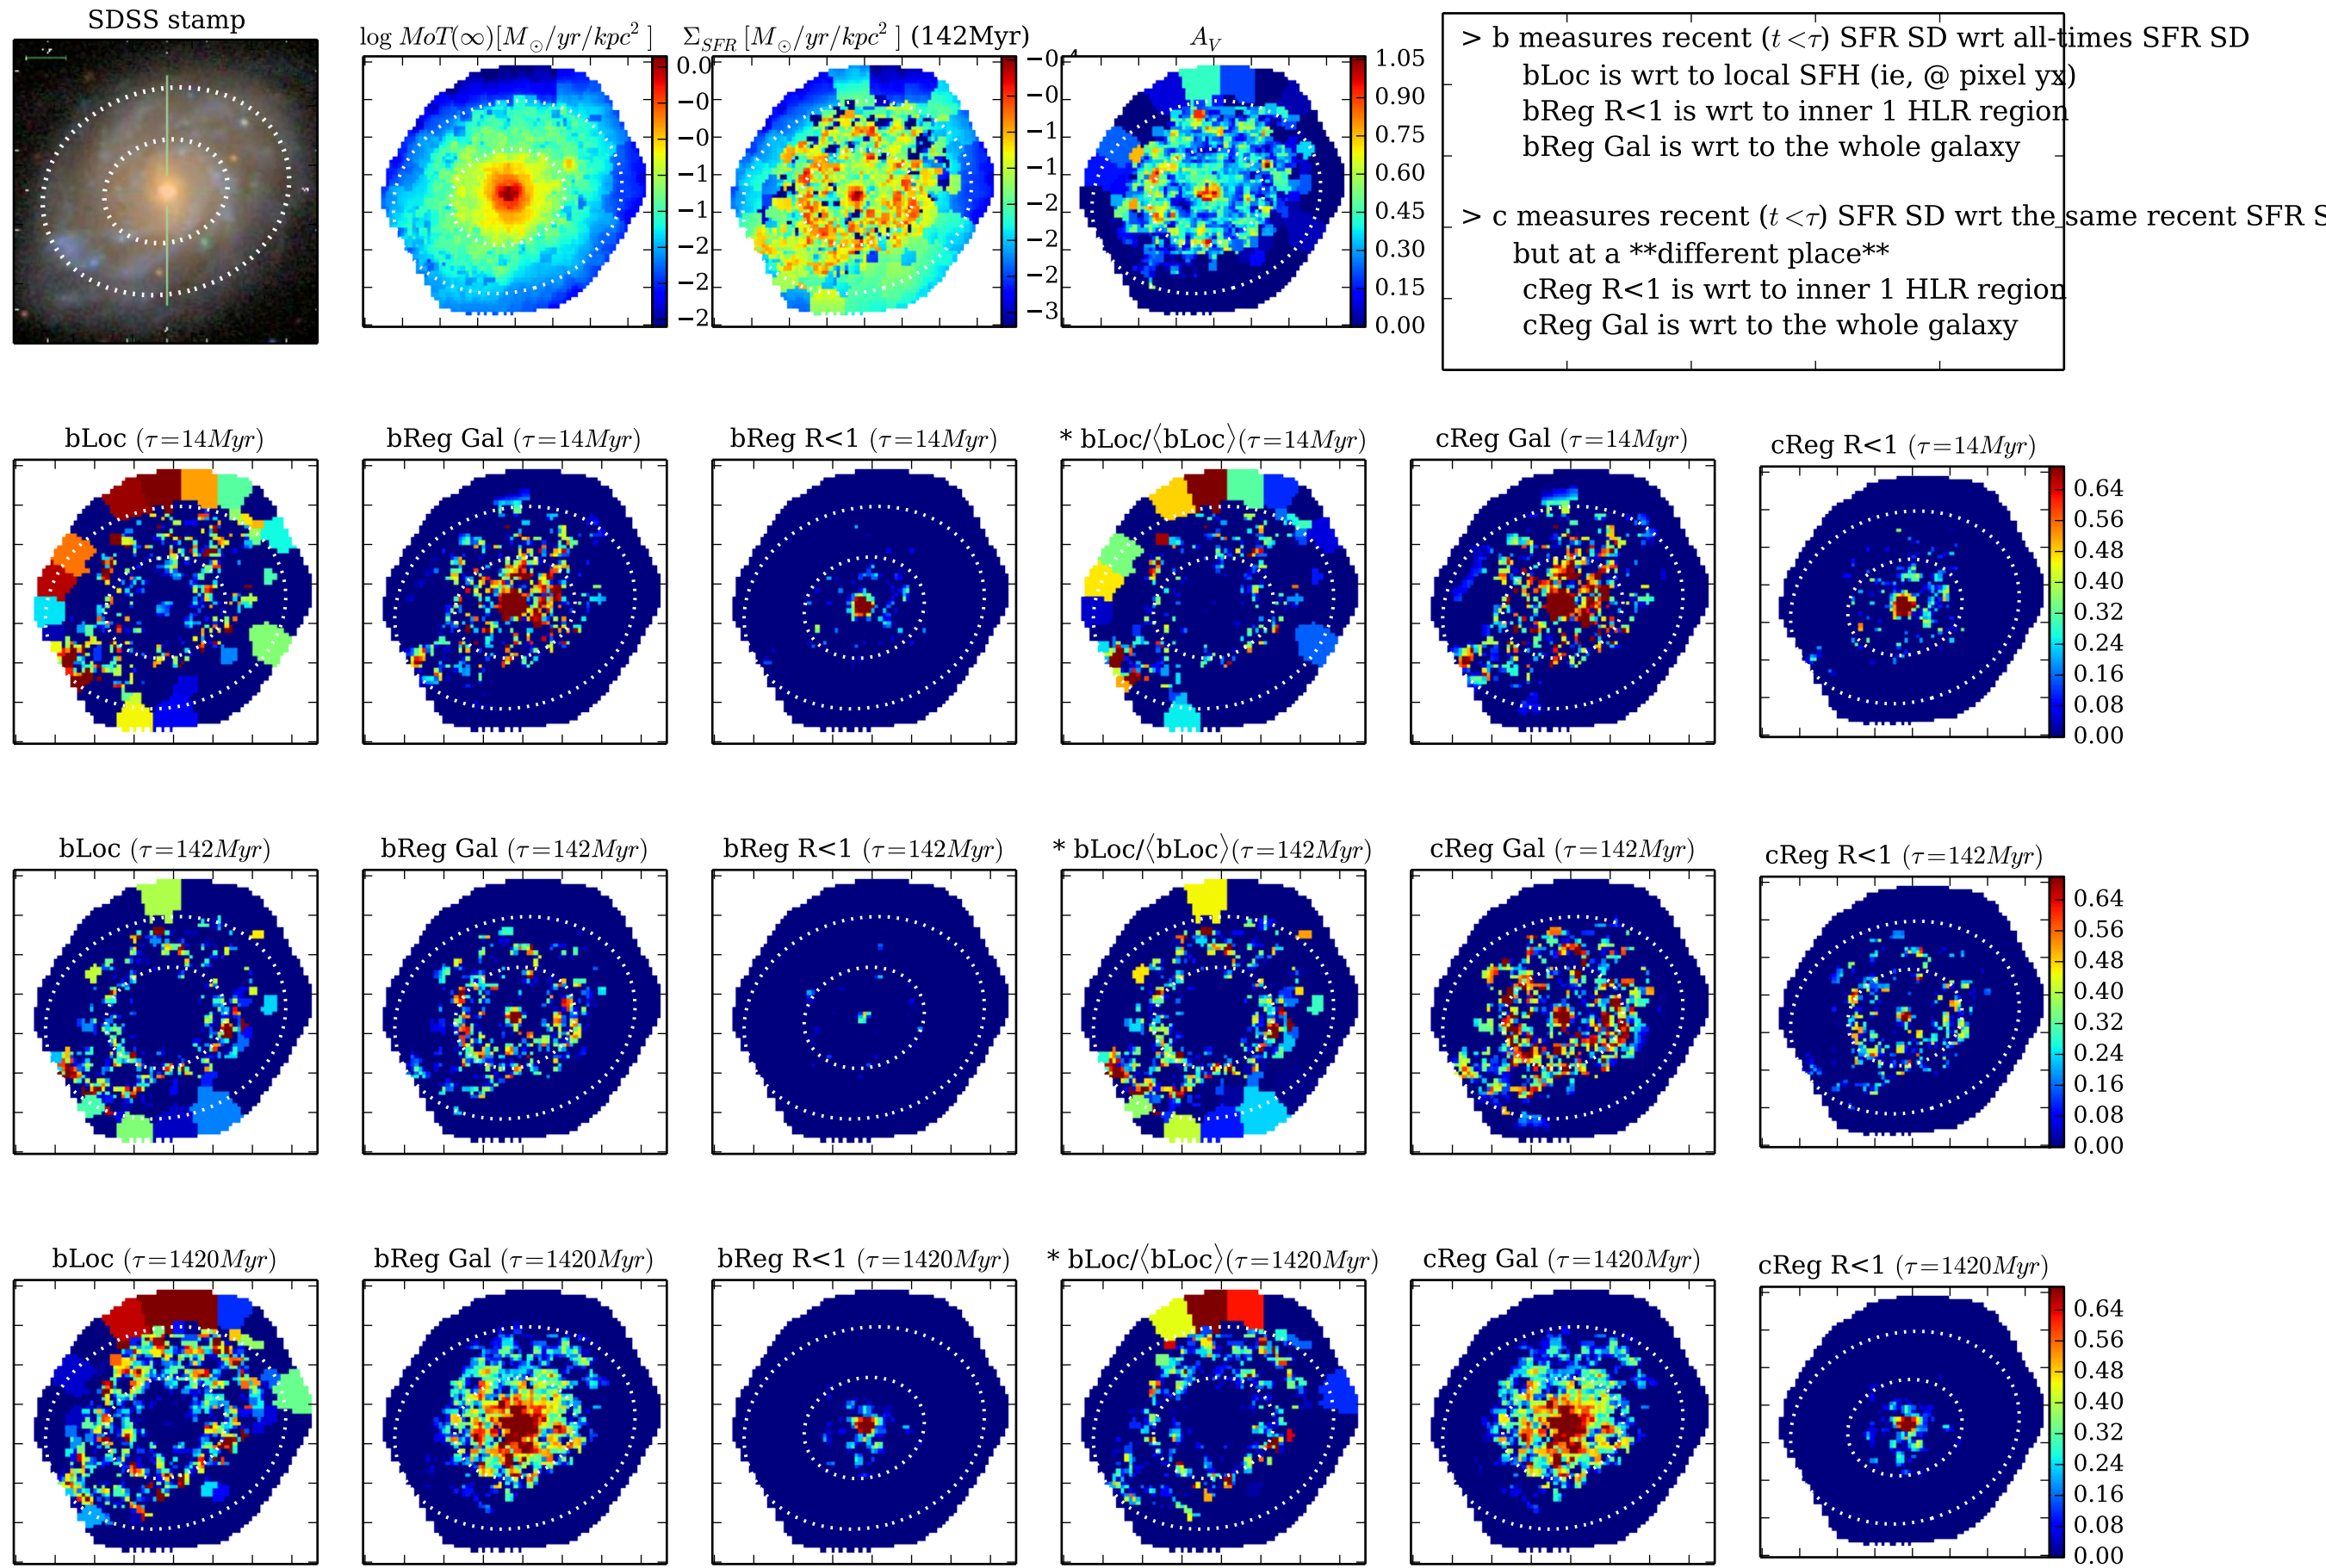 SDSS stamp
log MoT(∞)[M☉/yr/kpc²]
Σ_SFR [M☉/yr/kpc²] (142Myr)
A_V
0.0
−0
−0
−1
−1
−2
−2
−2
−0
−1
−1
−2
−2
−2
−3
1.05
0.90
0.75
0.60
0.45
0.30
0.15
0.00
> b measures recent (t<τ) SFR SD wrt all-times SFR SD
bLoc is wrt to local SFH (ie, @ pixel yx)
bReg R<1 is wrt to inner 1 HLR region
bReg Gal is wrt to the whole galaxy
> c measures recent (t<τ) SFR SD wrt the same recent SFR S
but at a **different place**
cReg R<1 is wrt to inner 1 HLR region
cReg Gal is wrt to the whole galaxy
bLoc (τ=14Myr)
bReg Gal (τ=14Myr)
bReg R<1 (τ=14Myr)
* bLoc/⟨bLoc⟩(τ=14Myr)
cReg Gal (τ=14Myr)
cReg R<1 (τ=14Myr)
0.64
0.56
0.48
0.40
0.32
0.24
0.16
0.08
0.00
bLoc (τ=142Myr)
bReg Gal (τ=142Myr)
bReg R<1 (τ=142Myr)
* bLoc/⟨bLoc⟩(τ=142Myr)
cReg Gal (τ=142Myr)
cReg R<1 (τ=142Myr)
0.64
0.56
0.48
0.40
0.32
0.24
0.16
0.08
0.00
bLoc (τ=1420Myr)
bReg Gal (τ=1420Myr)
bReg R<1 (τ=1420Myr)
* bLoc/⟨bLoc⟩(τ=1420Myr)
cReg Gal (τ=1420Myr)
cReg R<1 (τ=1420Myr)
0.64
0.56
0.48
0.40
0.32
0.24
0.16
0.08
0.00